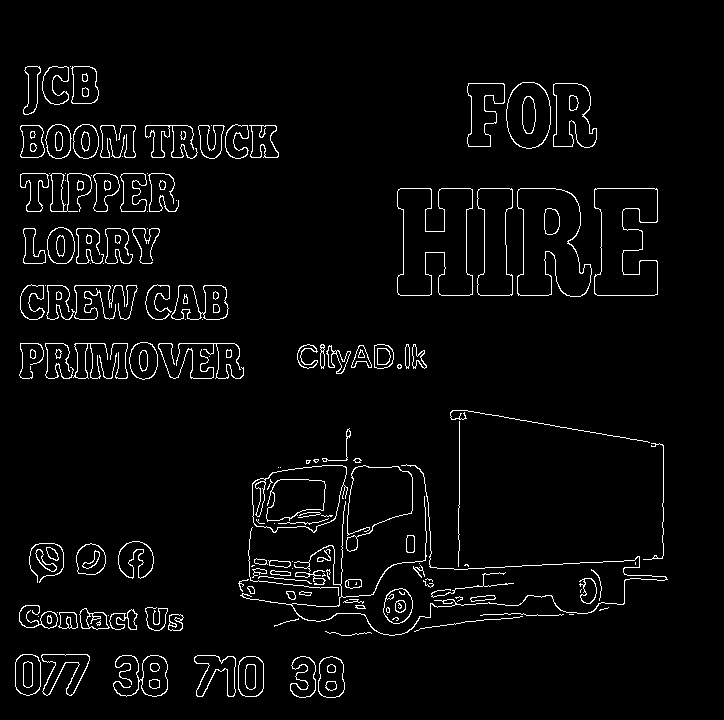 JCB
BOOM TRUCK
TIPPER
LORRY
CREW CAB
PRIMOVER
FOR
HIRE
CityAD.lk
Contact Us
077 38 710 38